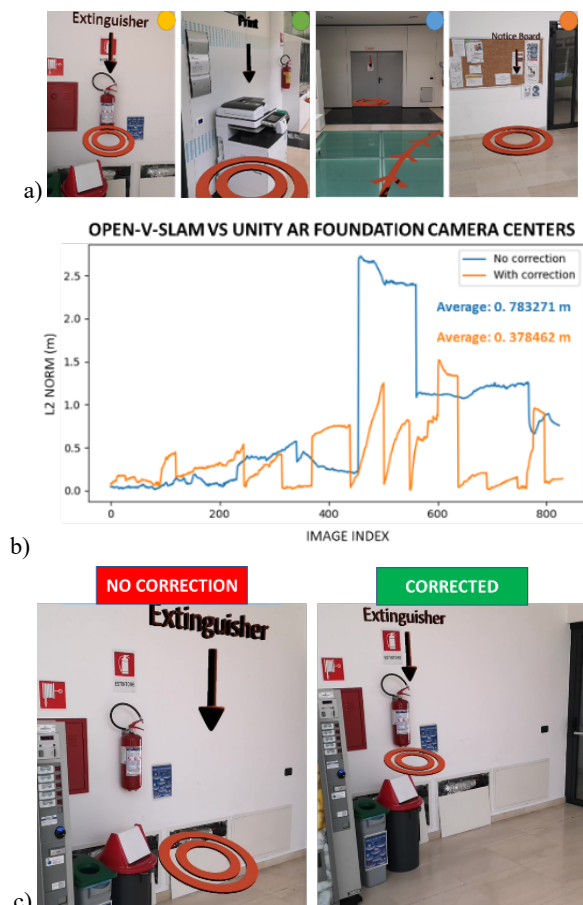 Extinguisher
Print
Notice Board
a)
OPEN-V-SLAM VS UNITY AR FOUNDATION CAMERA CENTERS
No correction
With correction
Average: 0. 783271 m
Average: 0. 378462 m
2.5
2.0
1.5
1.0
0.5
0.0
L2 NORM (m)
0
200
400
600
800
IMAGE INDEX
b)
NO CORRECTION
CORRECTED
Extinguisher
Extinguisher
ESTINTORE
c)